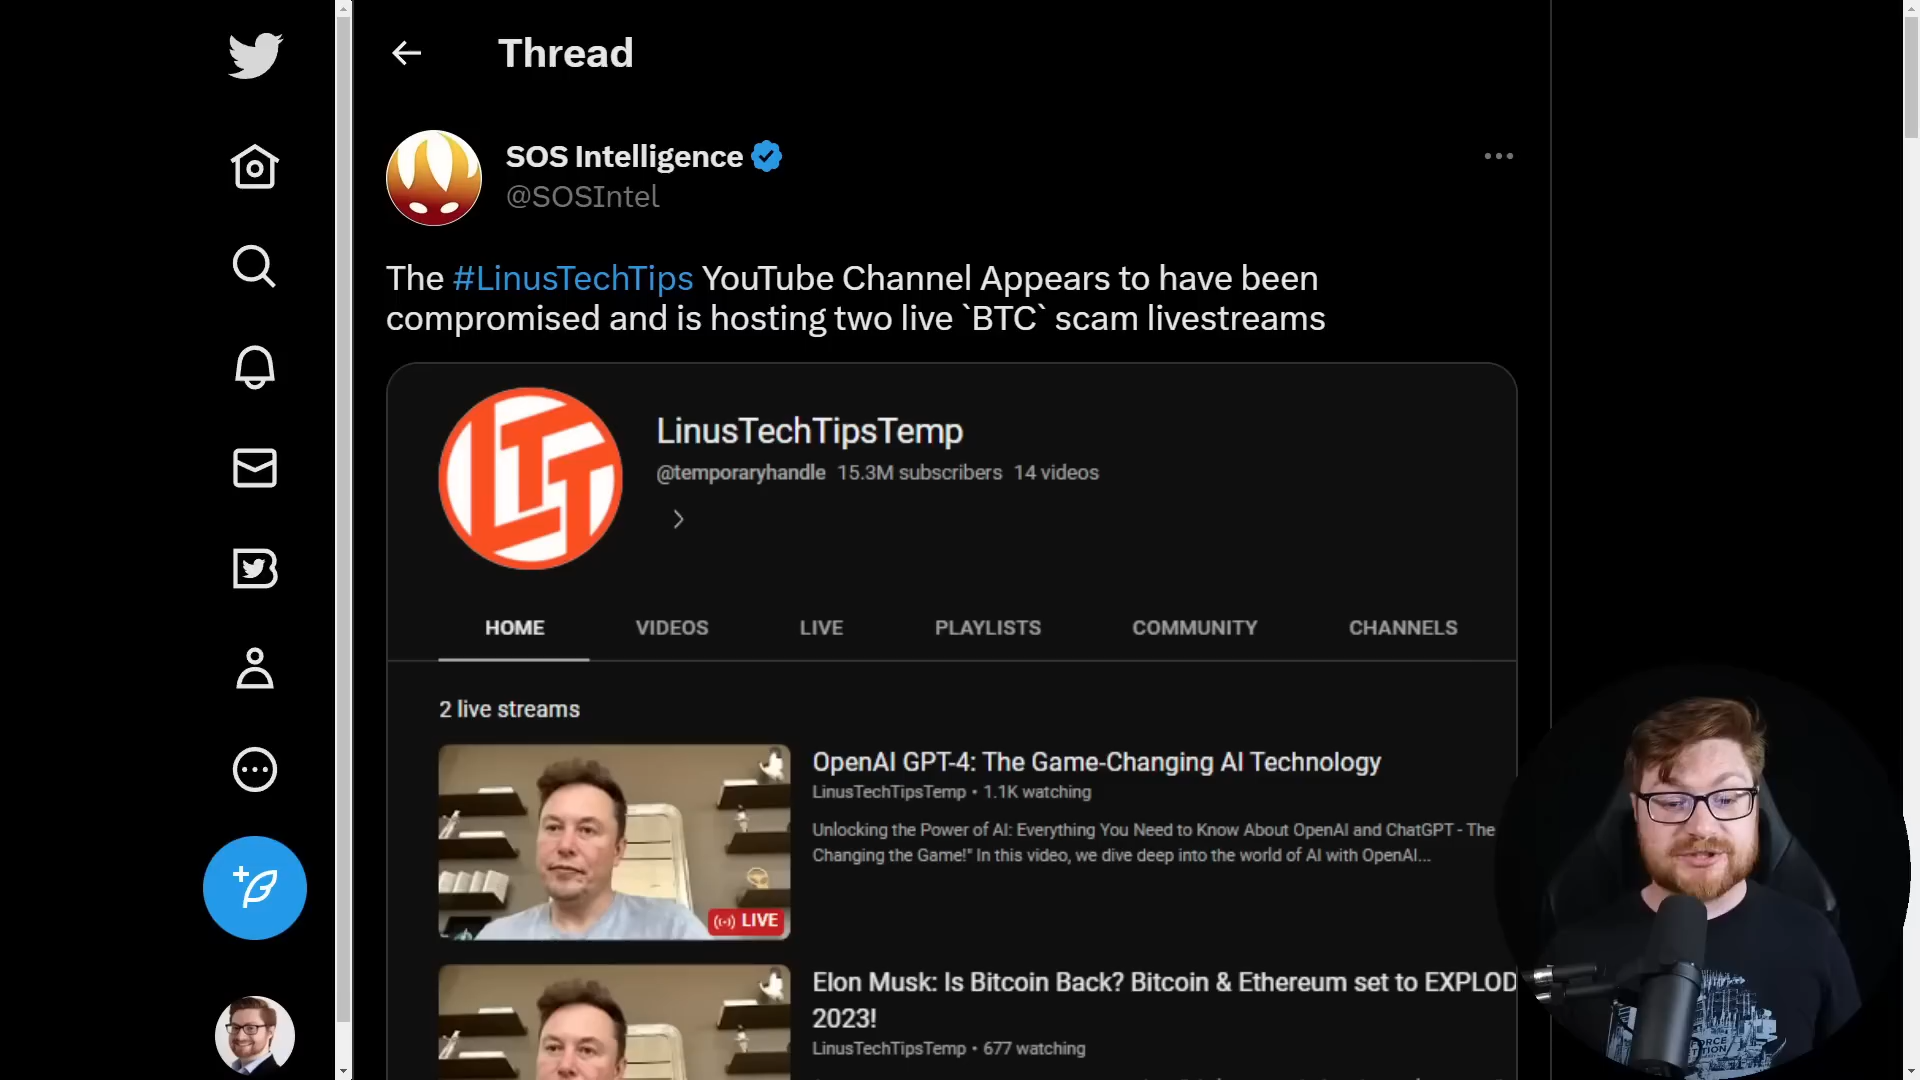 Thread
SOS Intelligence
@SOSIntel
The #LinusTechTips YouTube Channel Appears to have been
compromised and is hosting two live `BTC` scam livestreams
LTT
LinusTechTipsTemp
@temporaryhandle 15.3M subscribers 14 videos
HOME VIDEOS LIVE PLAYLISTS COMMUNITY CHANNELS
2 live streams
OpenAI GPT-4: The Game-Changing AI Technology
LinusTechTipsTemp • 1.1K watching
Unlocking the Power of AI: Everything You Need to Know About OpenAI and ChatGPT - The
Changing the Game!" In this video, we dive deep into the world of AI with OpenAI...
LIVE
Elon Musk: Is Bitcoin Back? Bitcoin & Ethereum set to EXPLOD
2023!
LinusTechTipsTemp • 677 watching